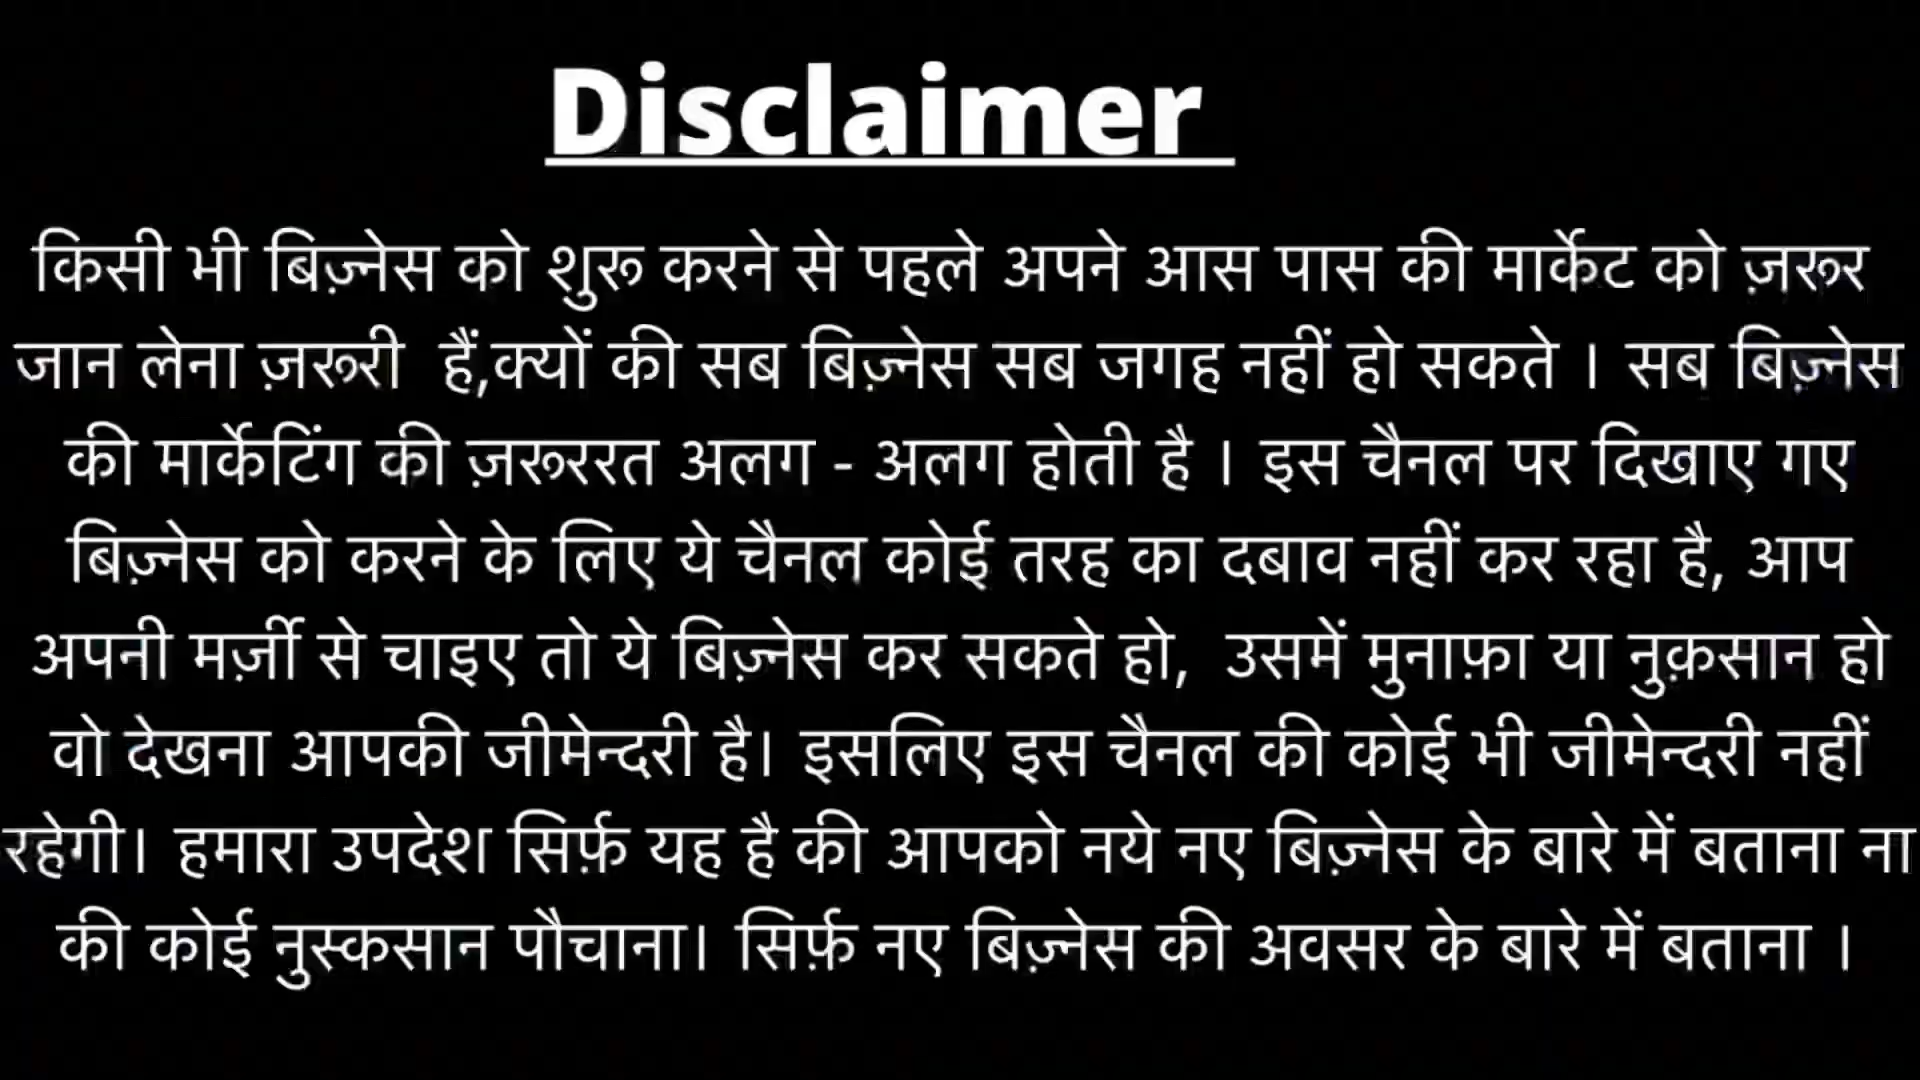 Disclaimer
किसी भी बिज़्नेस को शुरू करने से पहले अपने आस पास की मार्केट को ज़रूर
जान लेना ज़रूरी हैं,क्यों की सब बिज़्नेस सब जगह नहीं हो सकते । सब बिज़्नेस
की मार्केटिंग की ज़रूररत अलग - अलग होती है । इस चैनल पर दिखाए गए
बिज़्नेस को करने के लिए ये चैनल कोई तरह का दबाव नहीं कर रहा है, आप
अपनी मर्ज़ी से चाइए तो ये बिज़्नेस कर सकते हो, उसमें मुनाफ़ा या नुक़सान हो
वो देखना आपकी जीमेन्दरी है। इसलिए इस चैनल की कोई भी जीमेन्दरी नहीं
रहेगी। हमारा उपदेश सिर्फ़ यह है की आपको नये नए बिज़्नेस के बारे में बताना ना
की कोई नुस्कसान पौचाना। सिर्फ़ नए बिज़्नेस की अवसर के बारे में बताना ।